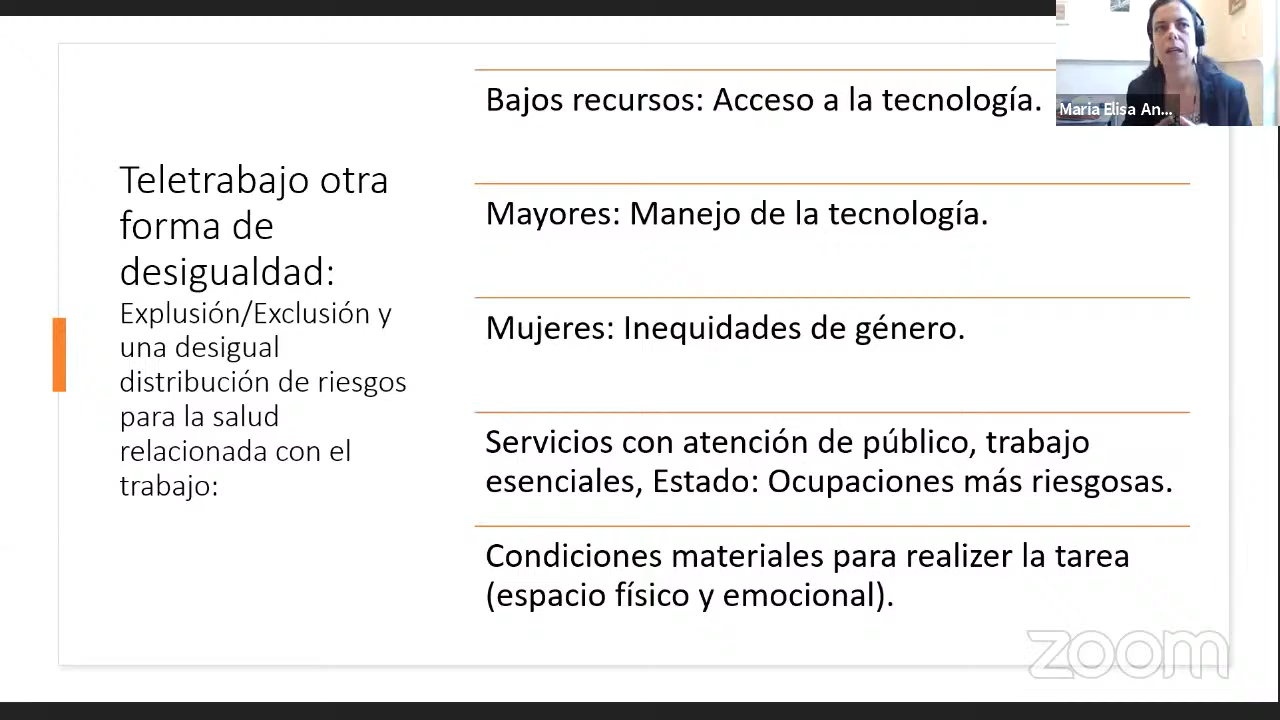 Teletrabajo otra
forma de
desigualdad:
Explusión/Exclusión y
una desigual
distribución de riesgos
para la salud
relacionada con el
trabajo:
Bajos recursos: Acceso a la tecnología.
Mayores: Manejo de la tecnología.
Mujeres: Inequidades de género.
Servicios con atención de público, trabajo
esenciales, Estado: Ocupaciones más riesgosas.
Condiciones materiales para realizer la tarea
(espacio físico y emocional).
Maria Elisa An...
zoom